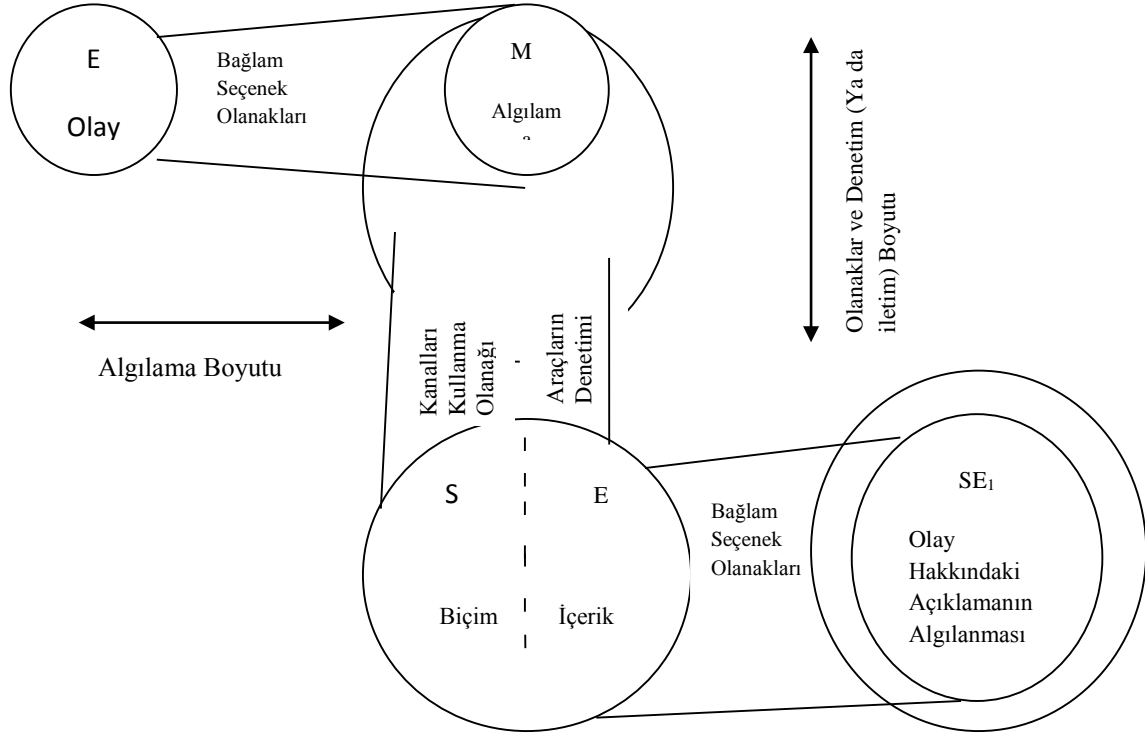 E
Olay
Bağlam
Seçenek
Olanakları
M
Algılam
a
Olanaklar ve Denetim (Ya da
iletim) Boyutu
Algılama Boyutu
Kanalları
Kullanma
Olanağı
Araçların
Denetimi
S
E
Biçim
İçerik
Bağlam
Seçenek
Olanakları
SE₁
Olay
Hakkındaki
Açıklamanın
Algılanması